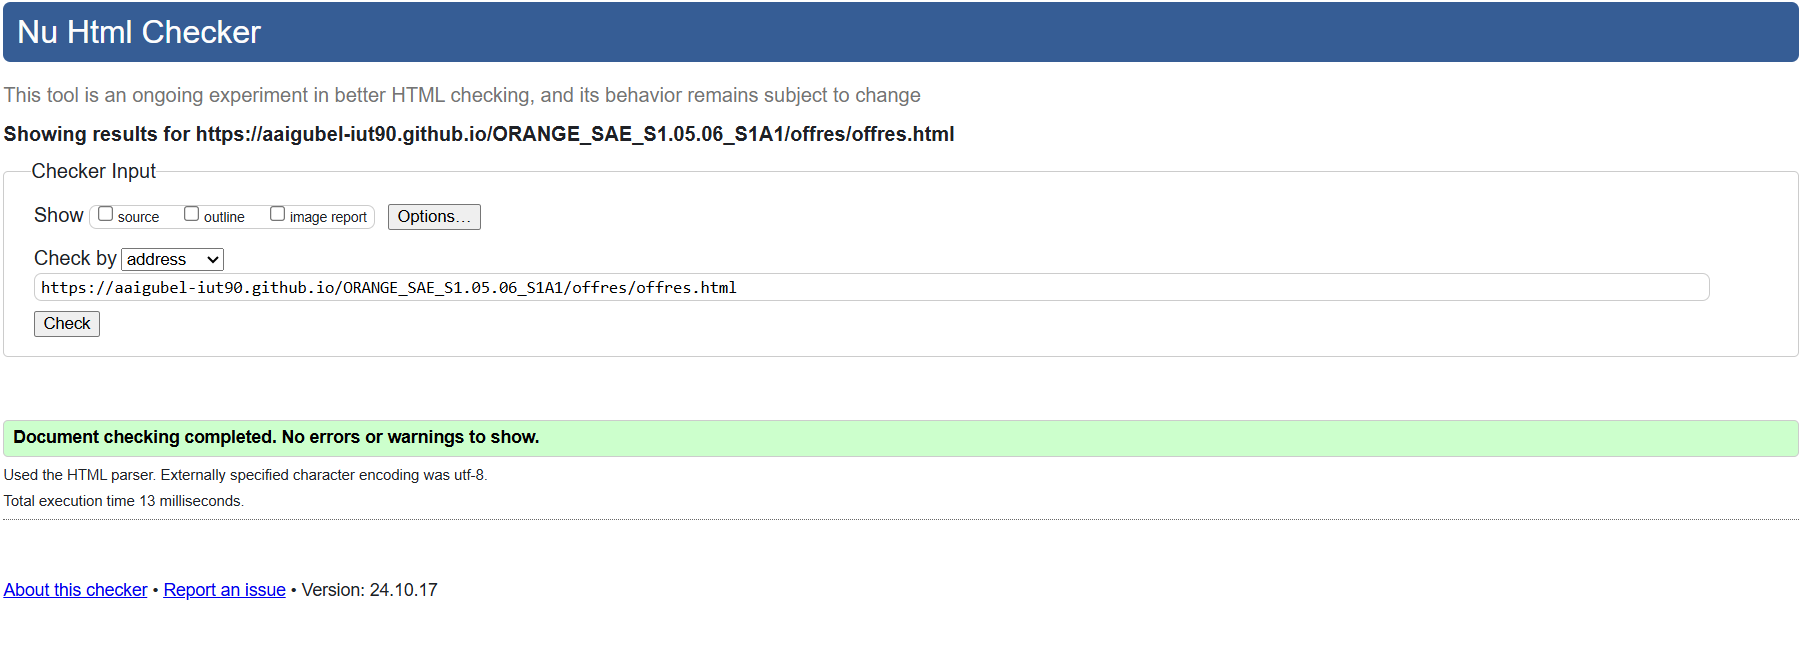 Nu Html Checker
This tool is an ongoing experiment in better HTML checking, and its behavior remains subject to change
Showing results for https://aaigubel-iut90.github.io/ORANGE_SAE_S1.05.06_S1A1/offres/offres.html
Checker Input
Show source outline image report Options...
Check by address
https://aaigubel-iut90.github.io/ORANGE_SAE_S1.05.06_S1A1/offres/offres.html
Check
Document checking completed. No errors or warnings to show.
Used the HTML parser. Externally specified character encoding was utf-8.
Total execution time 13 milliseconds.
About this checker • Report an issue • Version: 24.10.17